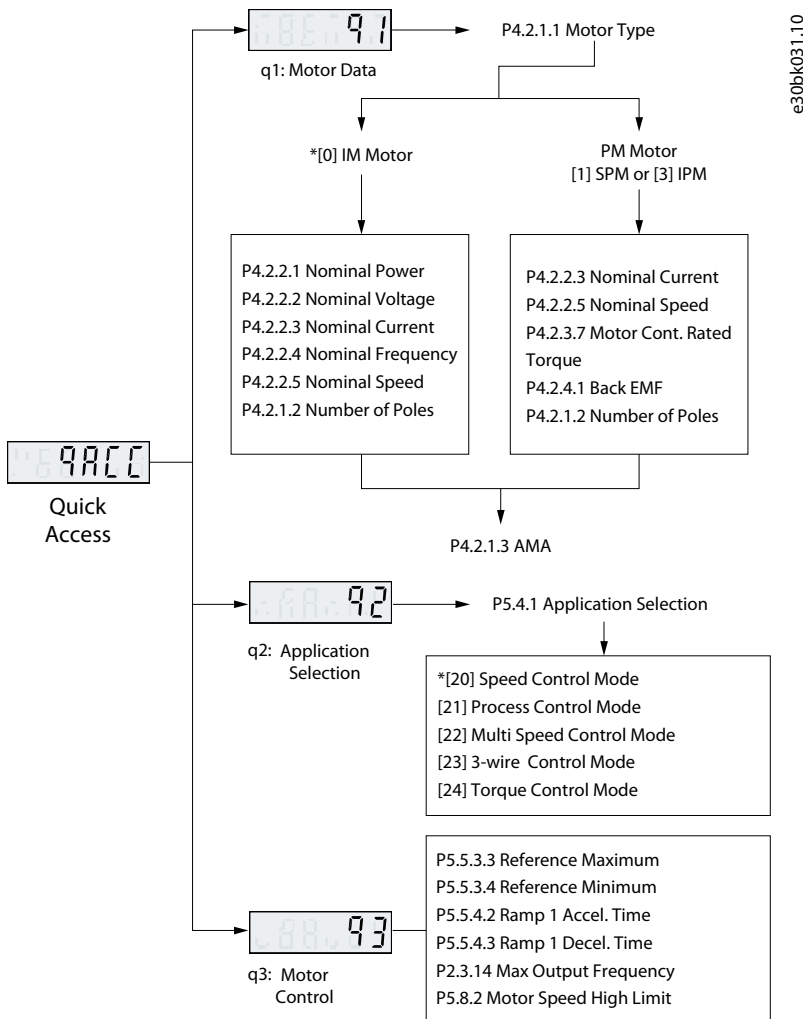 q1
P4.2.1.1 Motor Type
q1: Motor Data
e30bk031.10
*[0] IM Motor
PM Motor
[1] SPM or [3] IPM
P4.2.2.1 Nominal Power
P4.2.2.2 Nominal Voltage
P4.2.2.3 Nominal Current
P4.2.2.4 Nominal Frequency
P4.2.2.5 Nominal Speed
P4.2.1.2 Number of Poles
P4.2.2.3 Nominal Current
P4.2.2.5 Nominal Speed
P4.2.3.7 Motor Cont. Rated
Torque
P4.2.4.1 Back EMF
P4.2.1.2 Number of Poles
qACC
Quick
Access
P4.2.1.3 AMA
q2
P5.4.1 Application Selection
q2: Application
Selection
*[20] Speed Control Mode
[21] Process Control Mode
[22] Multi Speed Control Mode
[23] 3-wire Control Mode
[24] Torque Control Mode
q3
q3: Motor
Control
P5.5.3.3 Reference Maximum
P5.5.3.4 Reference Minimum
P5.5.4.2 Ramp 1 Accel. Time
P5.5.4.3 Ramp 1 Decel. Time
P2.3.14 Max Output Frequency
P5.8.2 Motor Speed High Limit